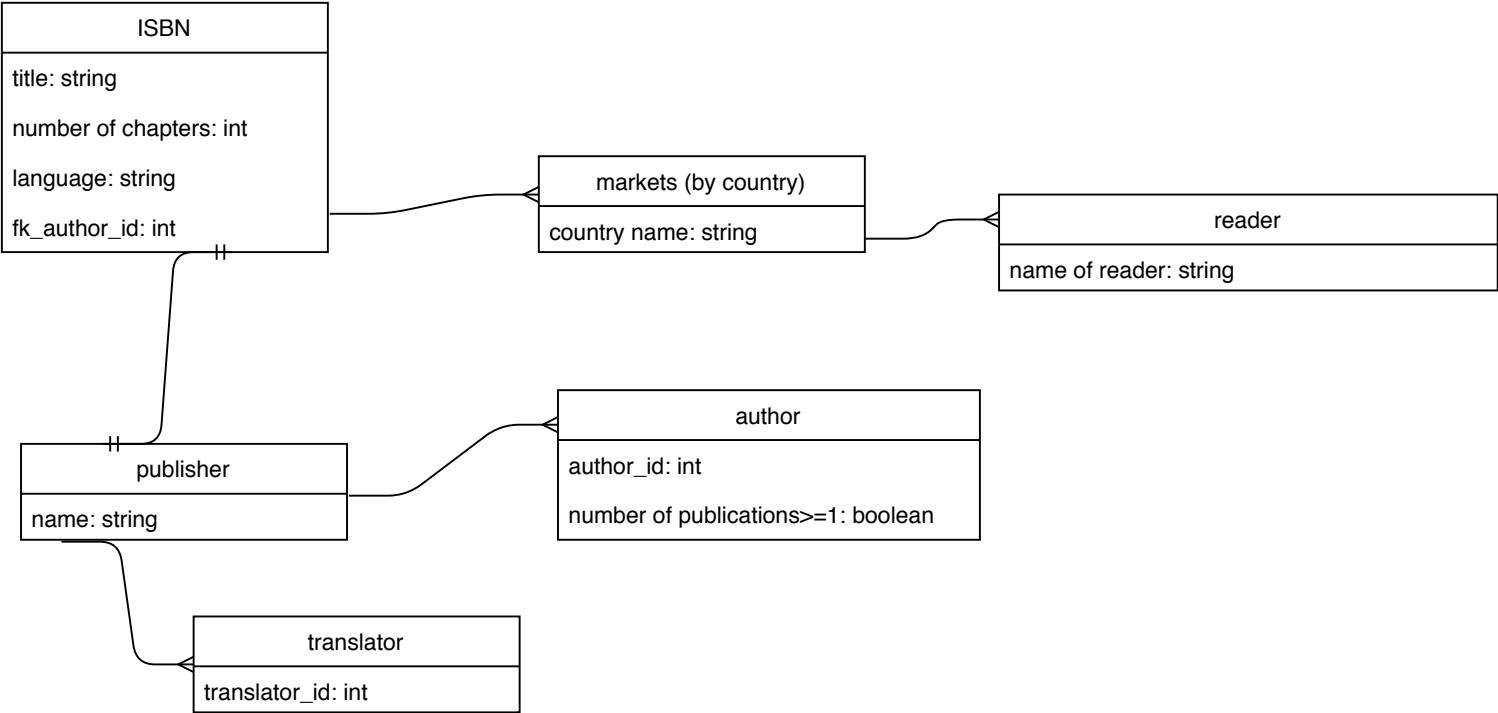 ISBN
title: string
number of chapters: int
language: string
fk_author_id: int
markets (by country)
country name: string
reader
name of reader: string
publisher
name: string
author
author_id: int
number of publications>=1: boolean
translator
translator_id: int